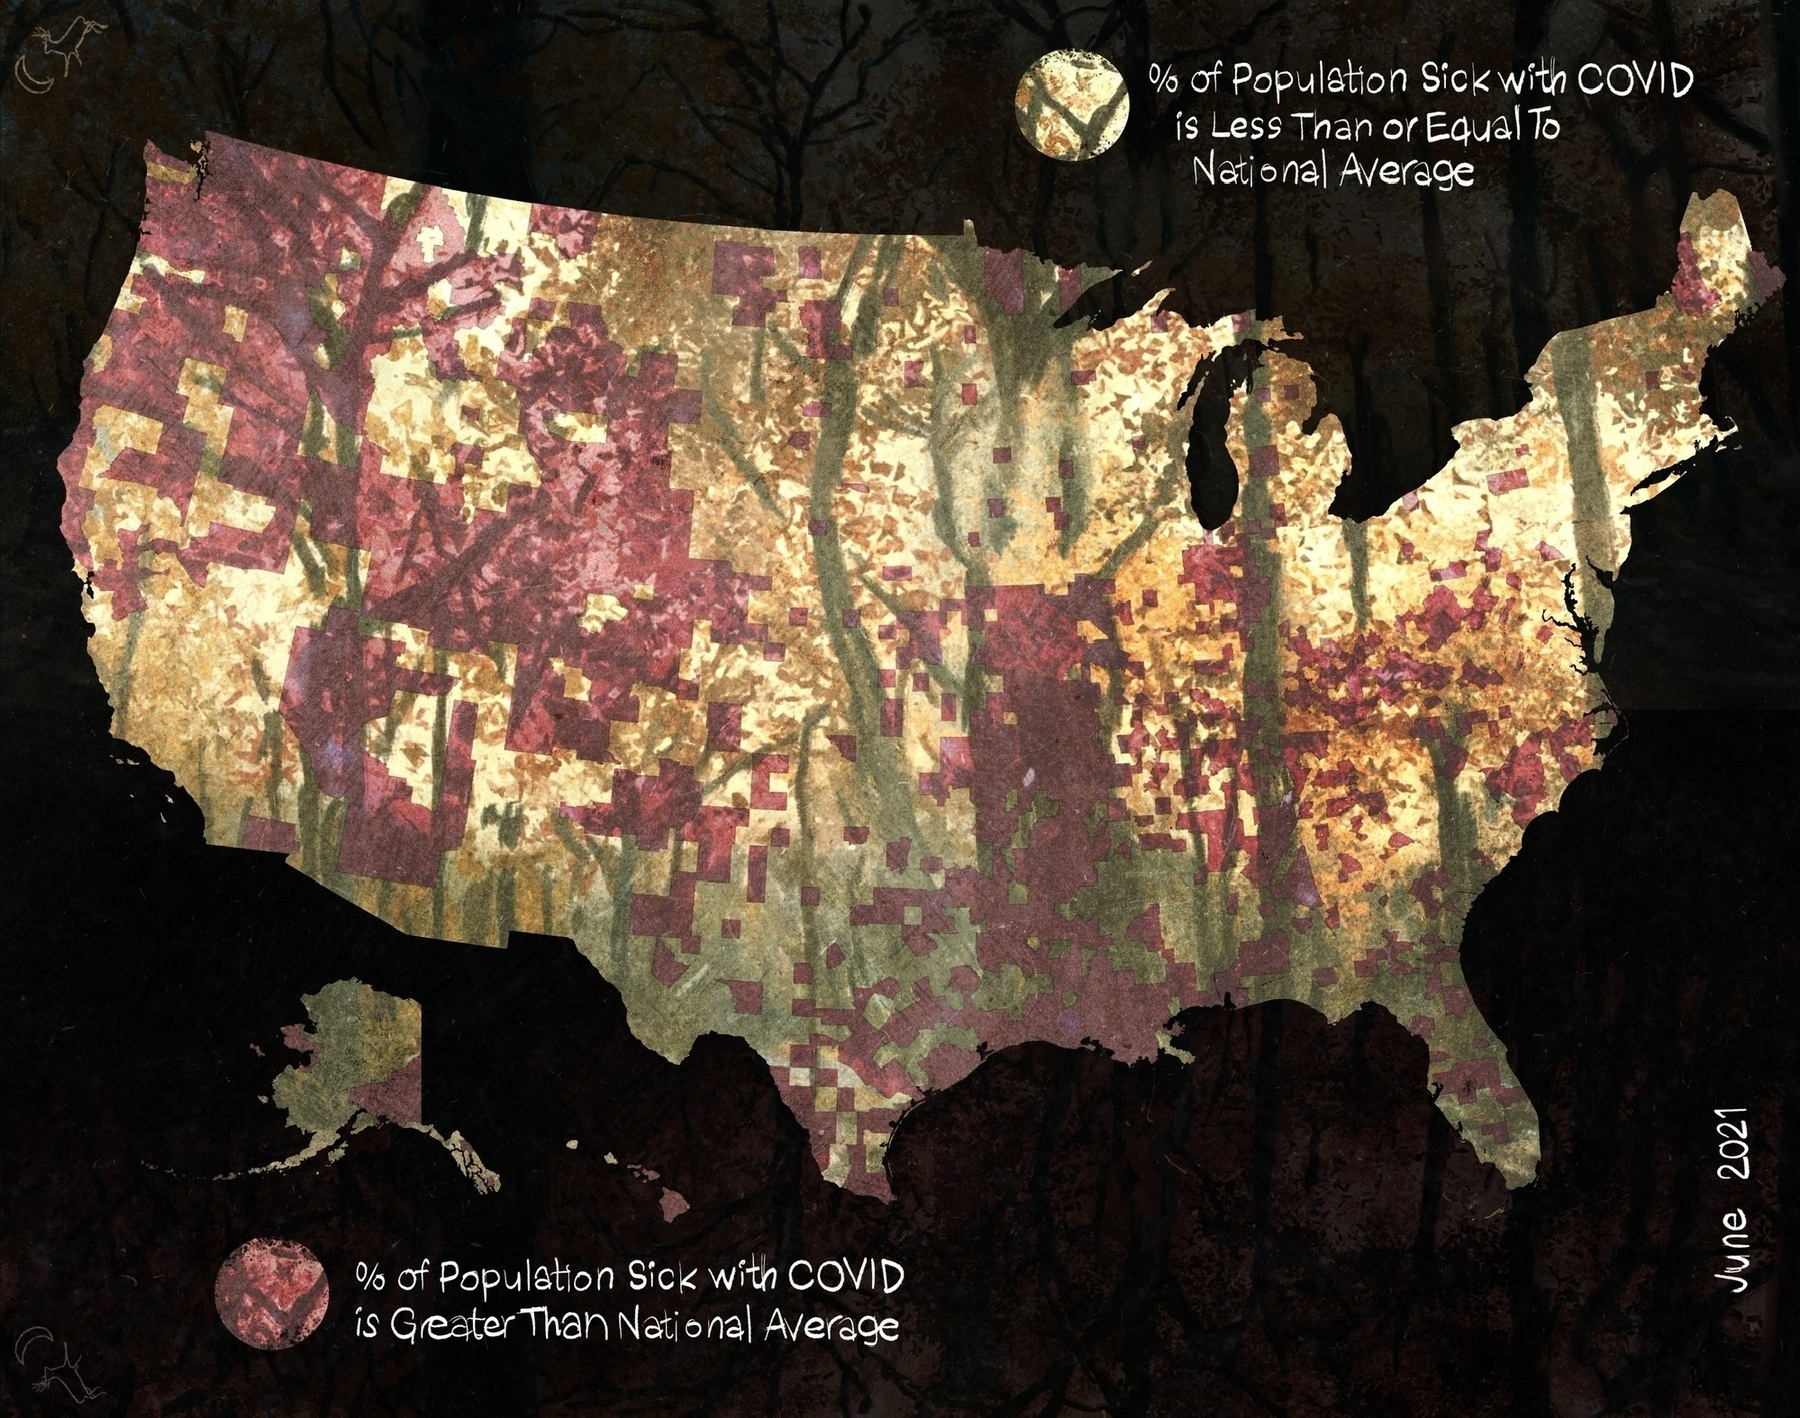 % of Population Sick with COVID
is Less Than or Equal To
National Average
% of Population Sick with COVID
is Greater Than National Average
June 2021